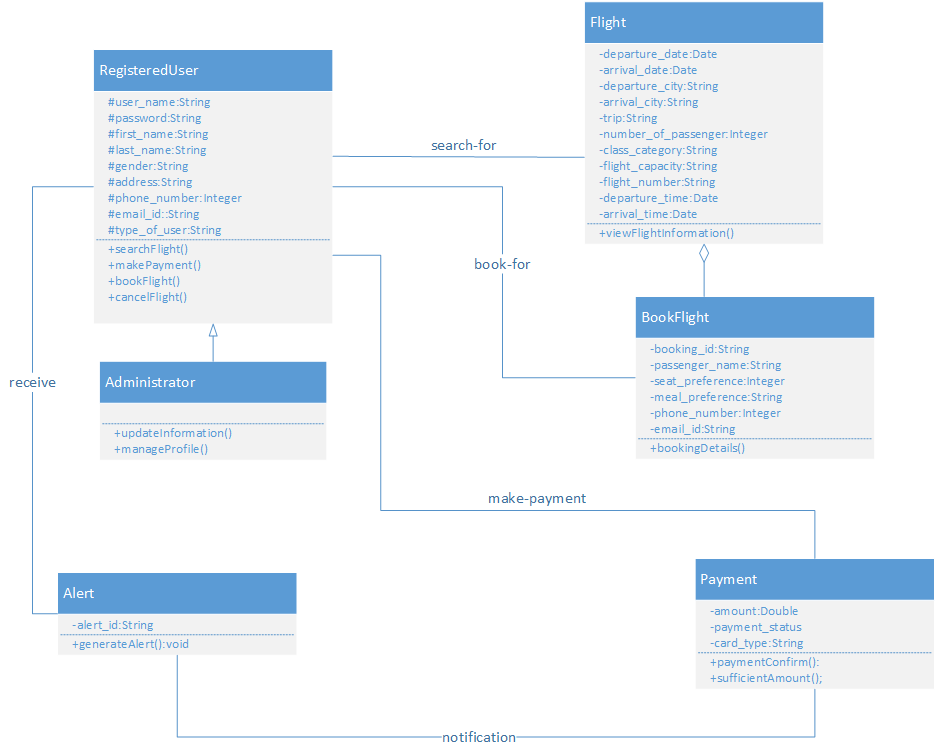 Flight
-departure_date:Date
-arrival_date:Date
-departure_city:String
-arrival_city:String
-trip:String
-number_of_passenger:Integer
-class_category:String
-flight_capacity:String
-flight_number:String
-departure_time:Date
-arrival_time:Date
+viewFlightInformation()
RegisteredUser
#user_name:String
#password:String
#first_name:String
#last_name:String
#gender:String
#address:String
#phone_number:Integer
#email_id::String
#type_of_user:String
+searchFlight()
+makePayment()
+bookFlight()
+cancelFlight()
search-for
book-for
BookFlight
-booking_id:String
-passenger_name:String
-seat_preference:Integer
-meal_preference:String
-phone_number:Integer
-email_id:String
+bookingDetails()
receive
Administrator
+updateInformation()
+manageProfile()
make-payment
Alert
-alert_id:String
+generateAlert():void
Payment
-amount:Double
-payment_status
-card_type:String
+paymentConfirm():
+sufficientAmount();
notification